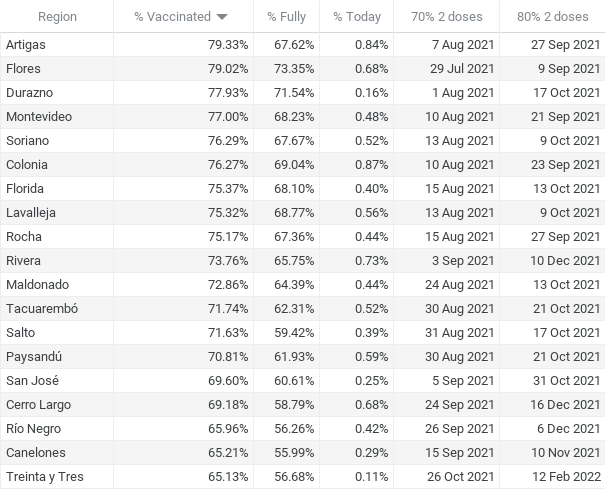 Region % Vaccinated % Fully % Today 70% 2 doses 80% 2 doses
Artigas 79.33% 67.62% 0.84% 7 Aug 2021 27 Sep 2021
Flores 79.02% 73.35% 0.68% 29 Jul 2021 9 Sep 2021
Durazno 77.93% 71.54% 0.16% 1 Aug 2021 17 Oct 2021
Montevideo 77.00% 68.23% 0.48% 10 Aug 2021 21 Sep 2021
Soriano 76.29% 67.67% 0.52% 13 Aug 2021 9 Oct 2021
Colonia 76.27% 69.04% 0.87% 10 Aug 2021 23 Sep 2021
Florida 75.37% 68.10% 0.40% 15 Aug 2021 13 Oct 2021
Lavalleja 75.32% 68.77% 0.56% 13 Aug 2021 9 Oct 2021
Rocha 75.17% 67.36% 0.44% 15 Aug 2021 27 Sep 2021
Rivera 73.76% 65.75% 0.73% 3 Sep 2021 10 Dec 2021
Maldonado 72.86% 64.39% 0.44% 24 Aug 2021 13 Oct 2021
Tacuarembó 71.74% 62.31% 0.52% 30 Aug 2021 21 Oct 2021
Salto 71.63% 59.42% 0.39% 31 Aug 2021 17 Oct 2021
Paysandú 70.81% 61.93% 0.59% 30 Aug 2021 21 Oct 2021
San José 69.60% 60.61% 0.25% 5 Sep 2021 31 Oct 2021
Cerro Largo 69.18% 58.79% 0.68% 24 Sep 2021 16 Dec 2021
Río Negro 65.96% 56.26% 0.42% 26 Sep 2021 6 Dec 2021
Canelones 65.21% 55.99% 0.29% 15 Sep 2021 10 Nov 2021
Treinta y Tres 65.13% 56.68% 0.11% 26 Oct 2021 12 Feb 2022